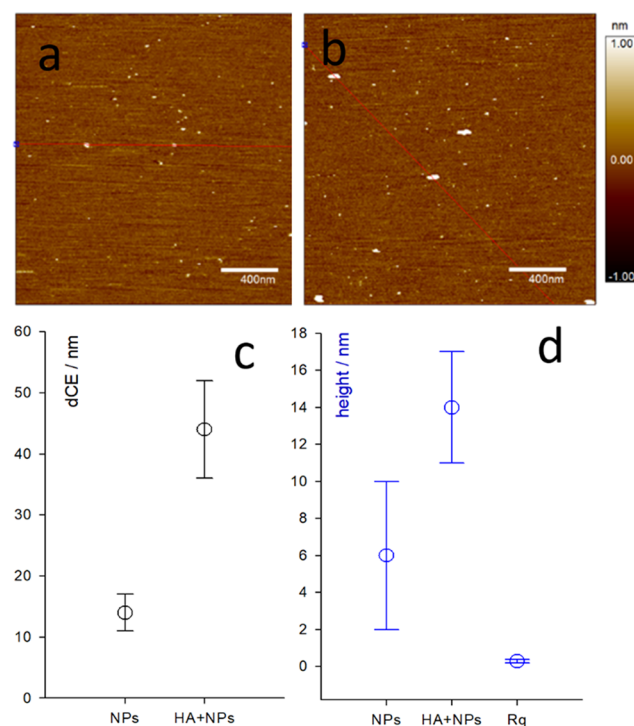 a
b
nm
1.00
0.00
-1.00
400nm
400nm
c
dCE / nm
60
50
40
30
20
10
0
NPs
HA+NPs
d
height / nm
18
16
14
12
10
8
6
4
2
0
NPs
HA+NPs
Rq